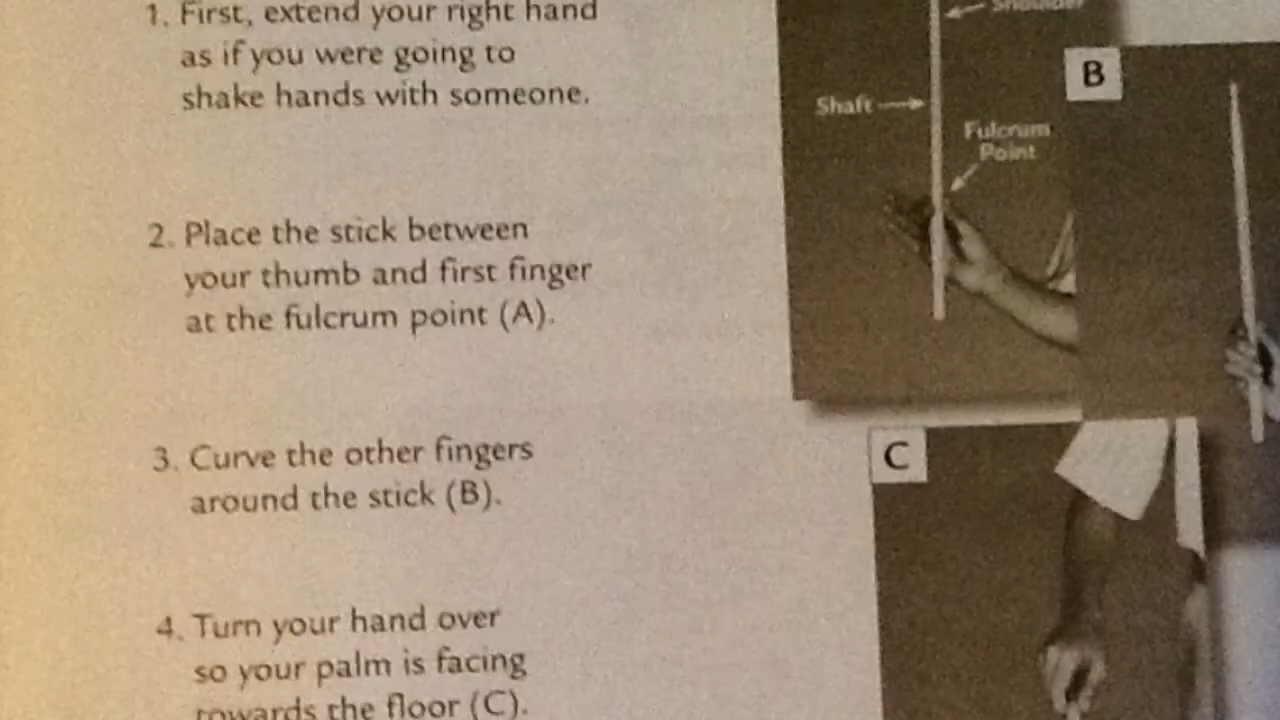 1. First, extend your right hand
as if you were going to
shake hands with someone.
2. Place the stick between
your thumb and first finger
at the fulcrum point (A).
3. Curve the other fingers
around the stick (B).
4. Turn your hand over
so your palm is facing
towards the floor (C).
Shoulder
B
Shaft
Fulcrum
Point
C